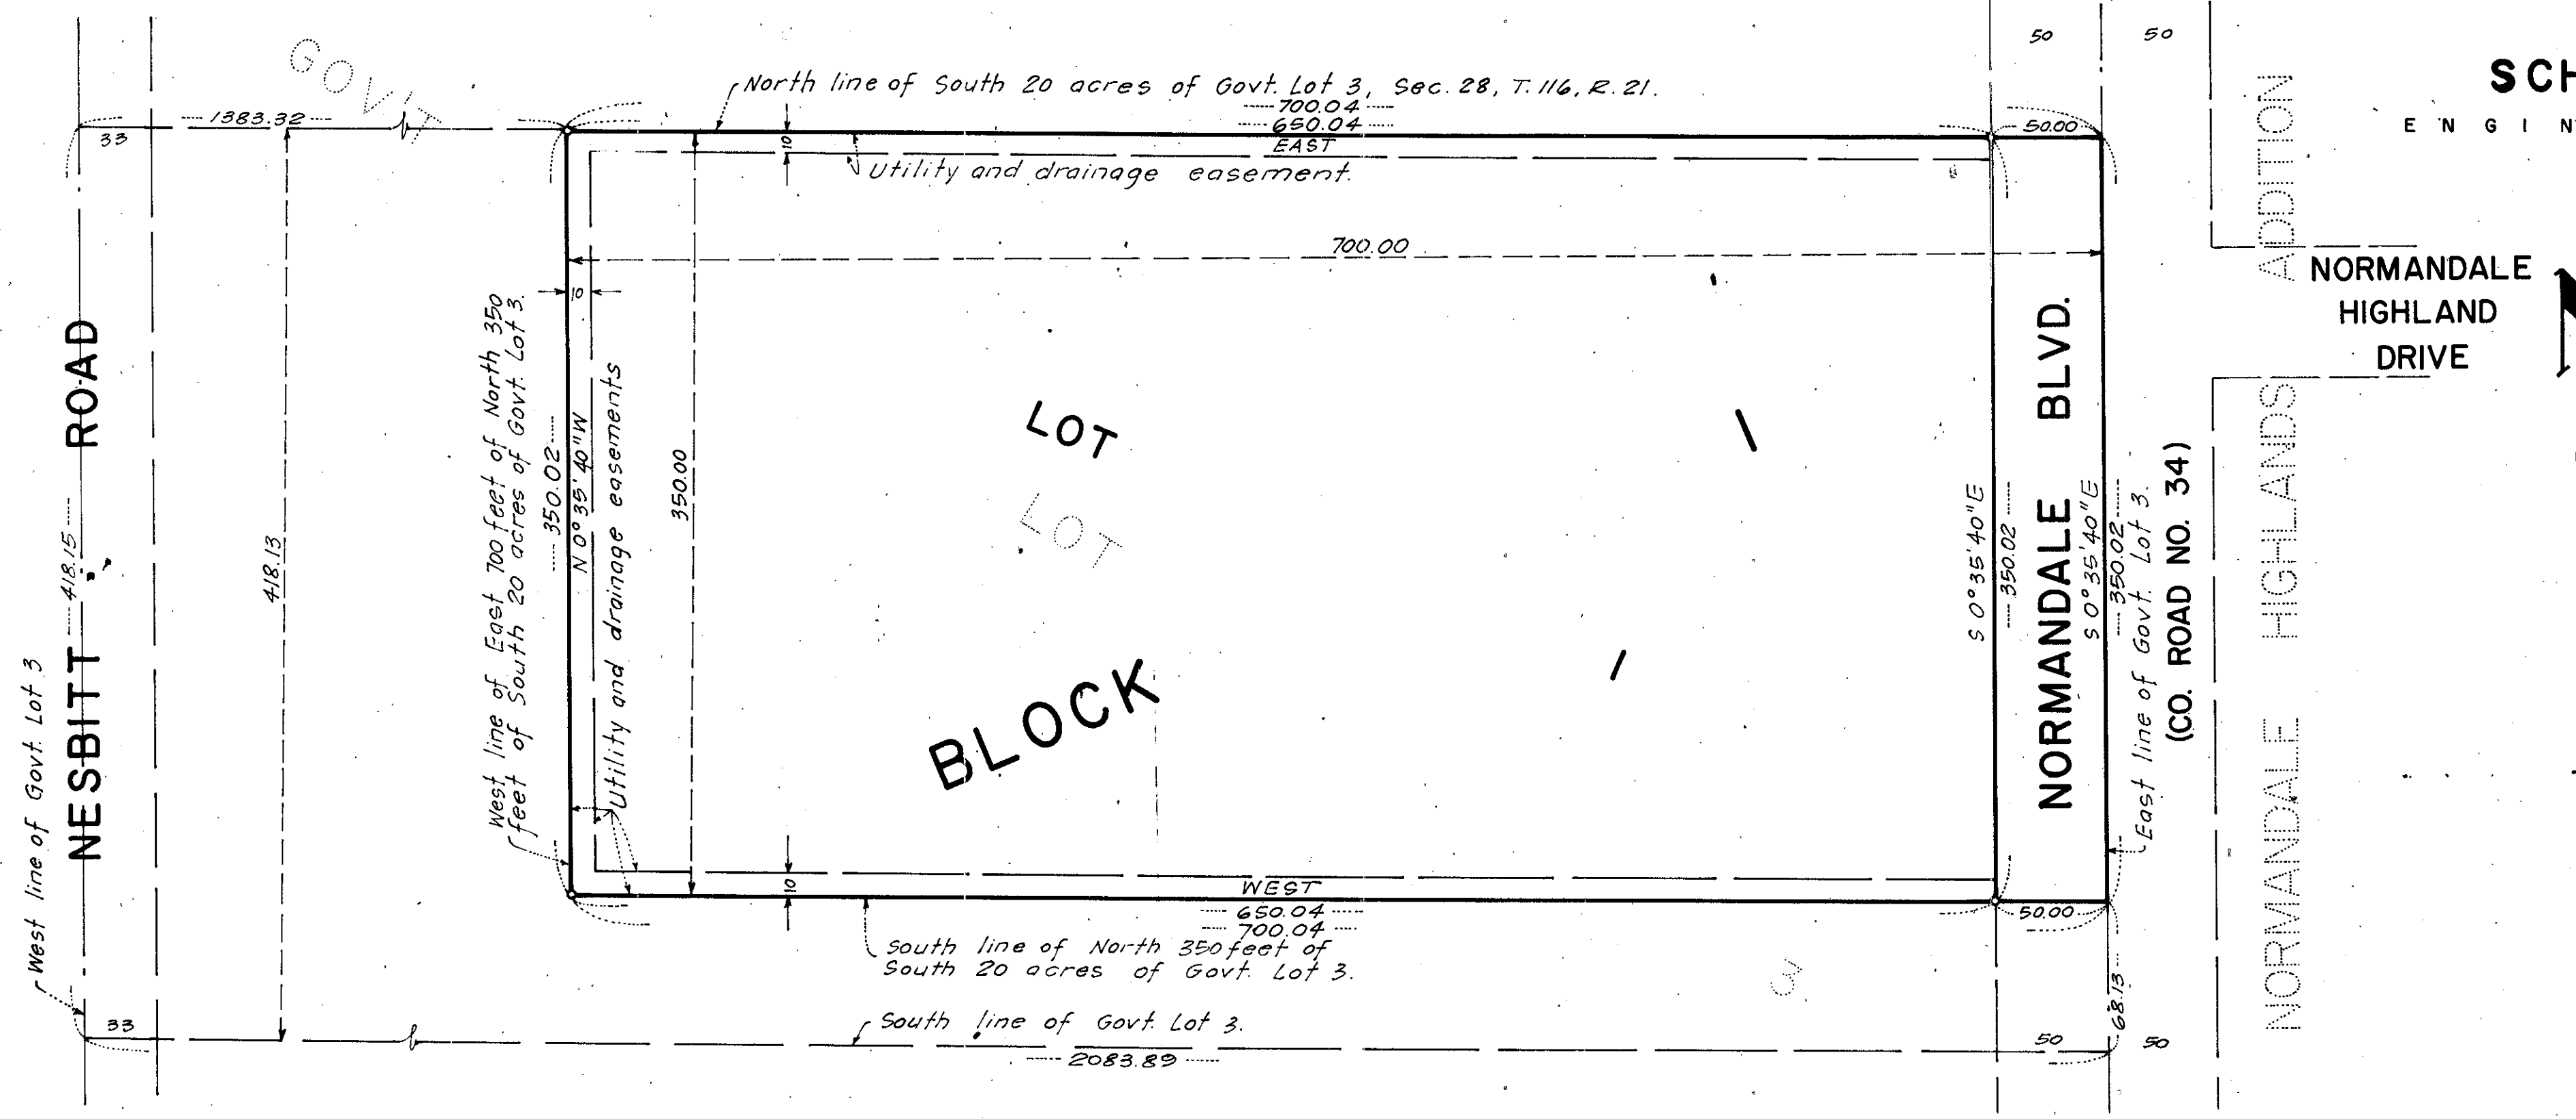 50
50
SCH
ENGIN
GOV'T
North line of South 20 acres of Govt. Lot 3, Sec. 28, T. 116, R. 21.
1383.32
33
700.04
650.04
50.00
EAST
10
Utility and drainage easement.
700.00
NORMANDALE
HIGHLAND
DRIVE
N
NESBITT ROAD
418.15
West line of Govt. Lot 3
418.13
West line of East 700 feet of North 350
feet of South 20 acres of Govt. Lot 3.
350.02
N 0° 35' 40" W
10
Utility and drainage easements
350.00
LOT 1
LOT
BLOCK 1
S 0° 35' 40" E
350.02
NORMANDALE BLVD.
S 0° 35' 40" E
350.02
East line of Govt. Lot 3.
(CO. ROAD NO. 34)
NORMANDALE HIGHLANDS ADDITION
10
WEST
650.04
700.04
50.00
South line of North 350 feet of
South 20 acres of Govt. Lot 3.
3
68.13
33
South line of Govt. Lot 3.
2083.89
50
50